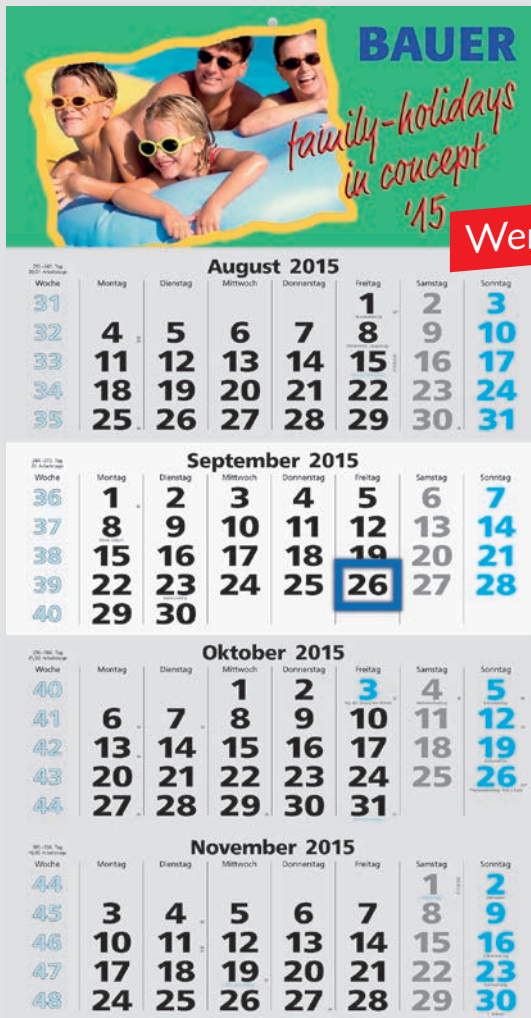 BAUER
family-holidays
in concept
'15
Wer
August 2015
Woche Montag Dienstag Mittwoch Donnerstag Freitag Samstag Sonntag
31 1 2 3
32 4 5 6 7 8 9 10
33 11 12 13 14 15 16 17
34 18 19 20 21 22 23 24
35 25 26 27 28 29 30 31
September 2015
Woche Montag Dienstag Mittwoch Donnerstag Freitag Samstag Sonntag
36 1 2 3 4 5 6 7
37 8 9 10 11 12 13 14
38 15 16 17 18 19 20 21
39 22 23 24 25 26 27 28
40 29 30
Oktober 2015
Woche Montag Dienstag Mittwoch Donnerstag Freitag Samstag Sonntag
40 1 2 3 4 5
41 6 7 8 9 10 11 12
42 13 14 15 16 17 18 19
43 20 21 22 23 24 25 26
44 27 28 29 30 31
November 2015
Woche Montag Dienstag Mittwoch Donnerstag Freitag Samstag Sonntag
44 1 2
45 3 4 5 6 7 8 9
46 10 11 12 13 14 15 16
47 17 18 19 20 21 22 23
48 24 25 26 27 28 29 30